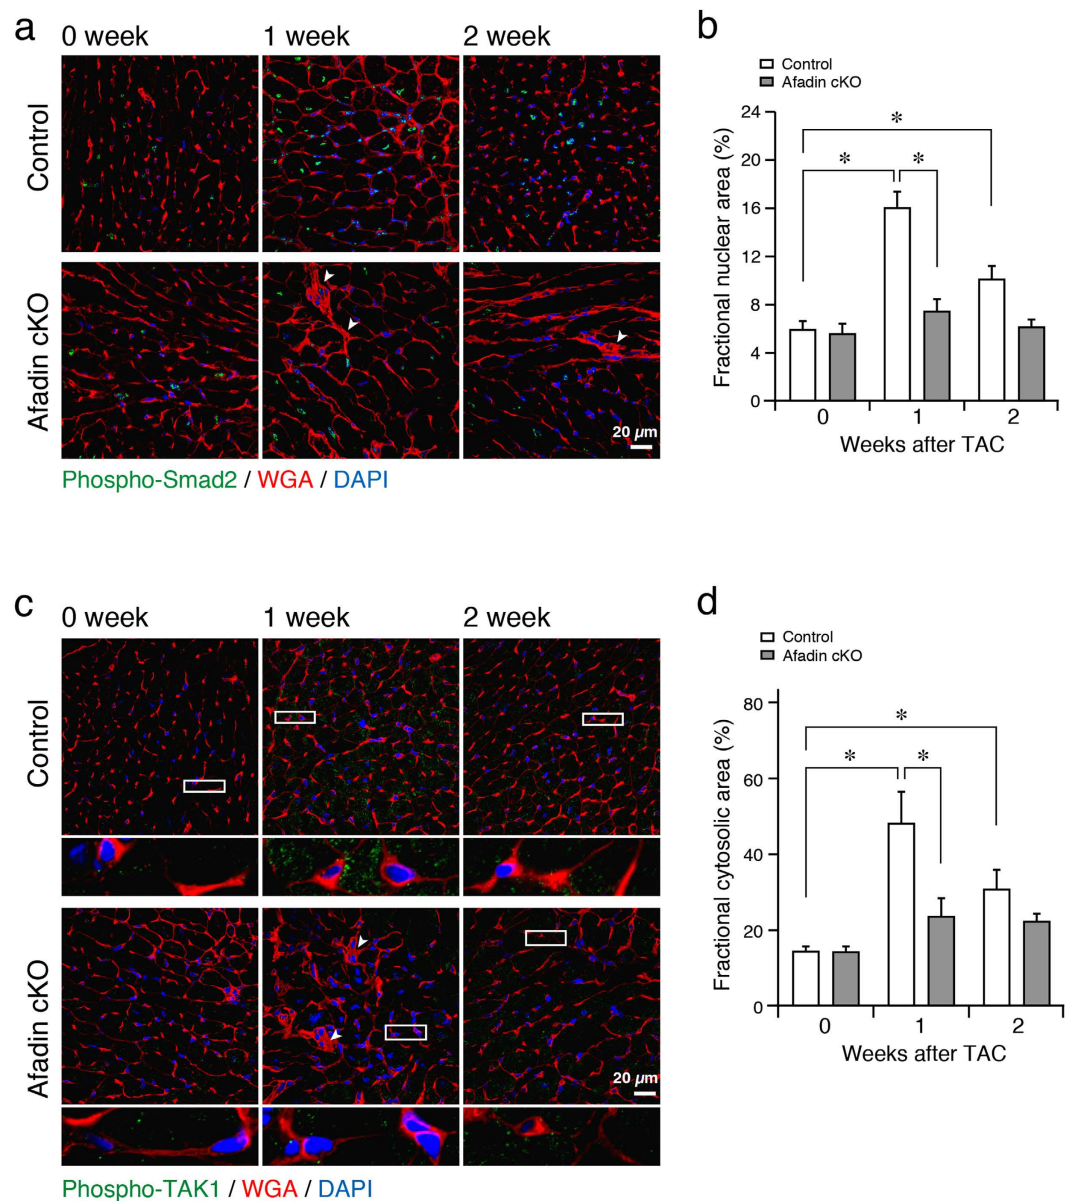 a
0 week
1 week
2 week
Control
Afadin cKO
20 µm
Phospho-Smad2 / WGA / DAPI
b
Control
Afadin cKO
Fractional nuclear area (%)
24
20
16
12
8
4
0
*
*
*
0
1
2
Weeks after TAC
c
0 week
1 week
2 week
Control
Afadin cKO
20 µm
Phospho-TAK1 / WGA / DAPI
d
Control
Afadin cKO
Fractional cytosolic area (%)
80
60
40
20
0
*
*
*
0
1
2
Weeks after TAC